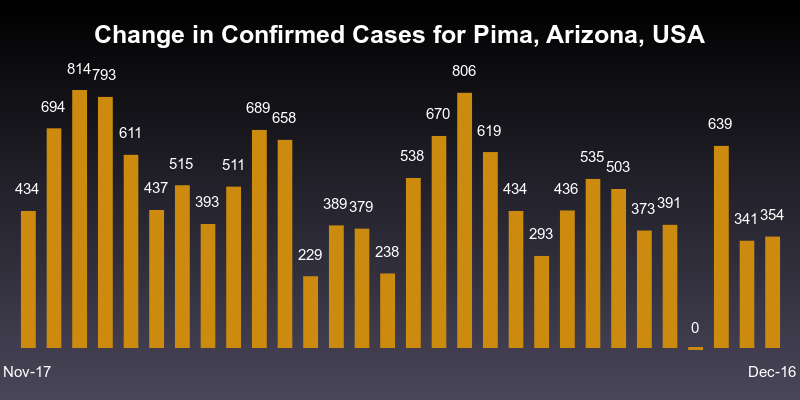 Change in Confirmed Cases for Pima, Arizona, USA
434 694 814 793 611 437 515 393 511 689 658 229 389 379 238 538 670 806 619 434 293 436 535 503 373 391 0 639 341 354
Nov-17 Dec-16